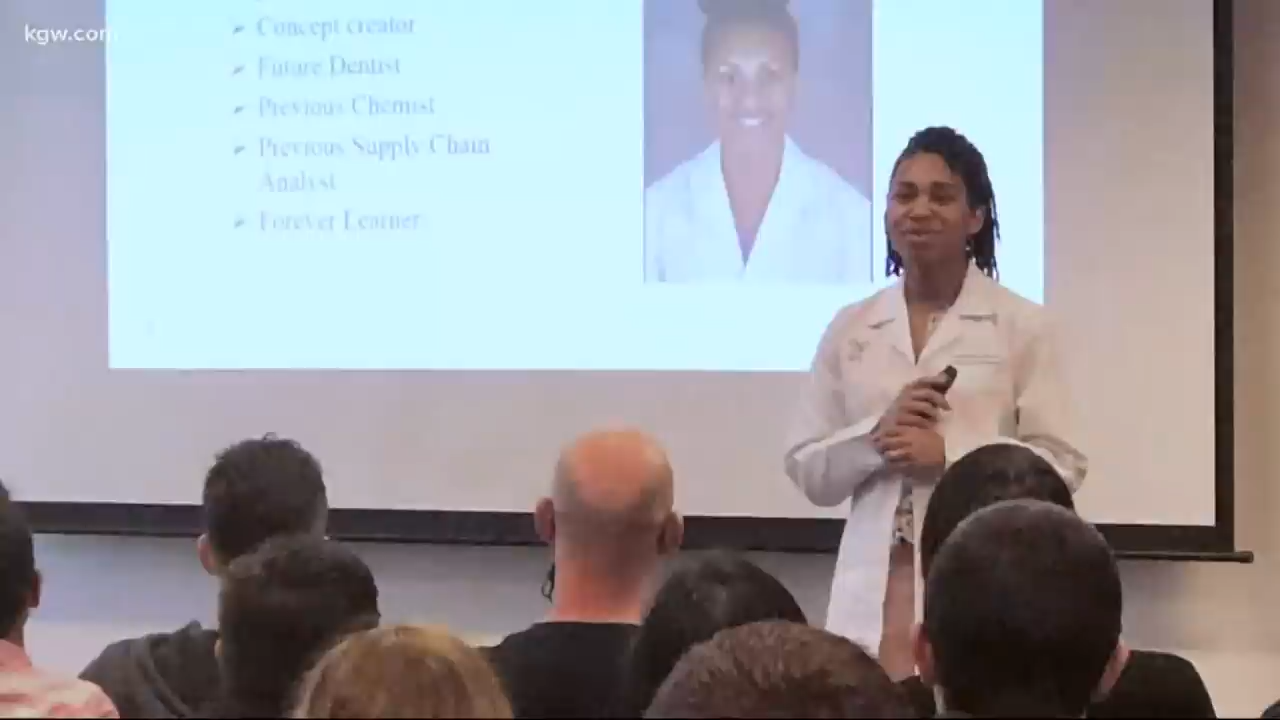 kgw.com
➢ Concept creator
➢ Future Dentist
➢ Previous Chemist
➢ Previous Supply Chain
Analyst
➢ Forever Learner